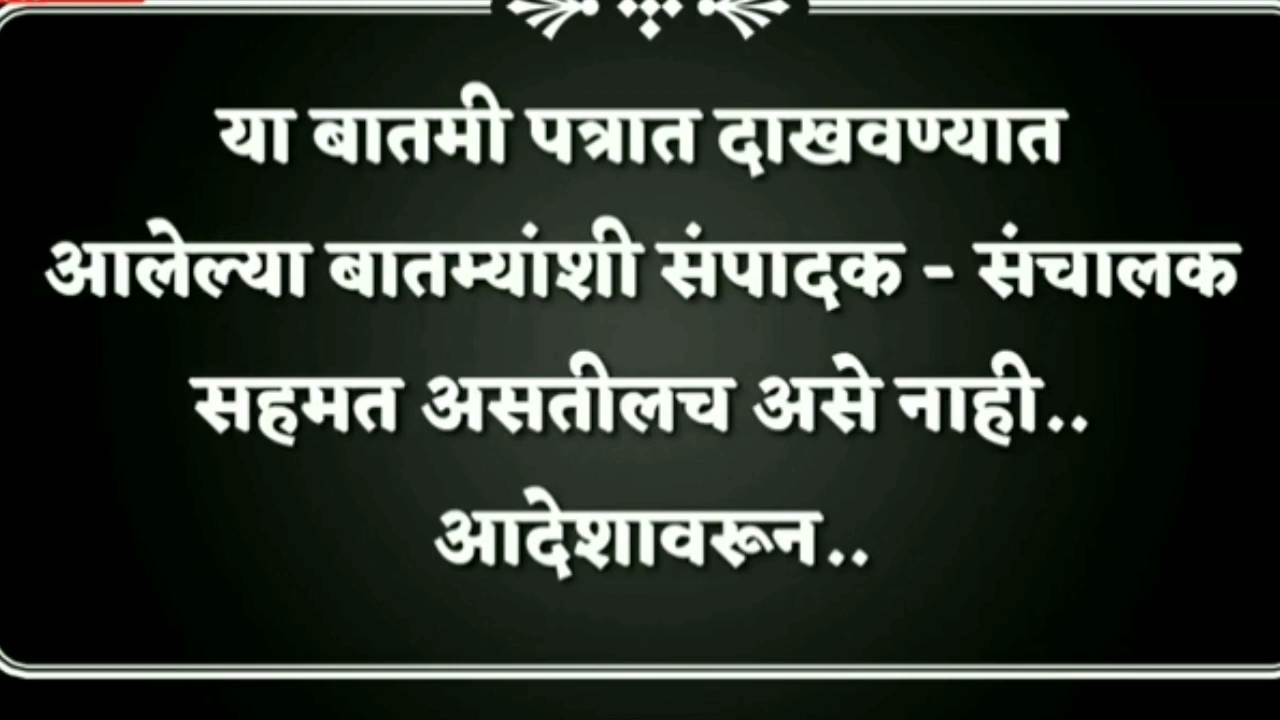 या बातमी पत्रात दाखवण्यात
आलेल्या बातम्यांशी संपादक - संचालक
सहमत असतीलच असे नाही..
आदेशावरून..